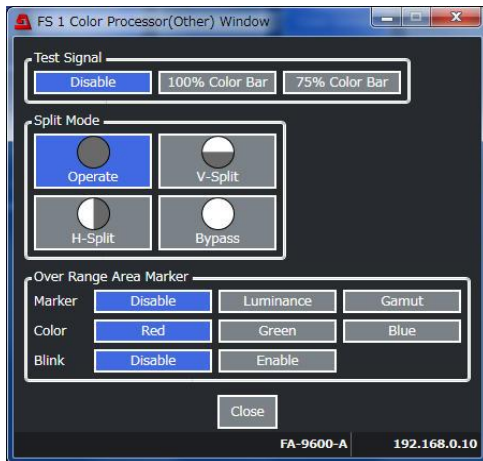 FS 1 Color Processor(Other) Window
Test Signal
Disable 100% Color Bar 75% Color Bar
Split Mode
Operate V-Split
H-Split Bypass
Over Range Area Marker
Marker Disable Luminance Gamut
Color Red Green Blue
Blink Disable Enable
Close
FA-9600-A 192.168.0.10